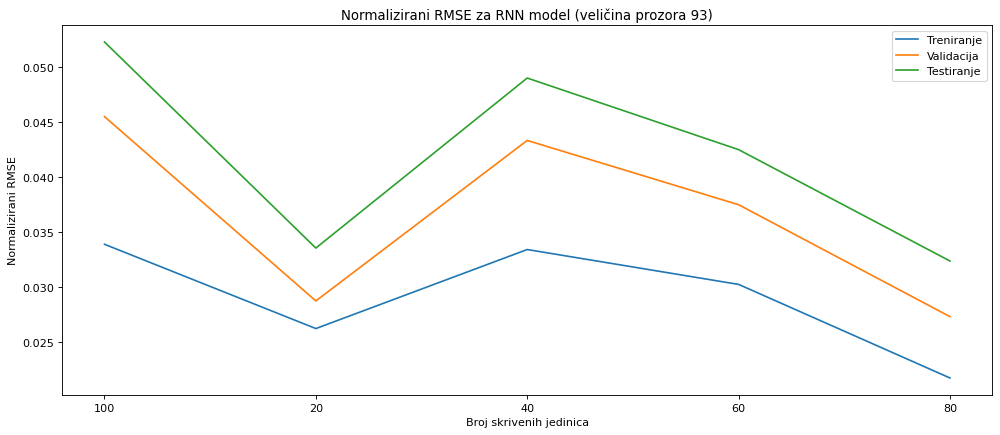 Normalizirani RMSE za RNN model (veličina prozora 93)
Treniranje
Validacija
Testiranje
Normalizirani RMSE
0.050
0.045
0.040
0.035
0.030
0.025
100 20 40 60 80
Broj skrivenih jedinica